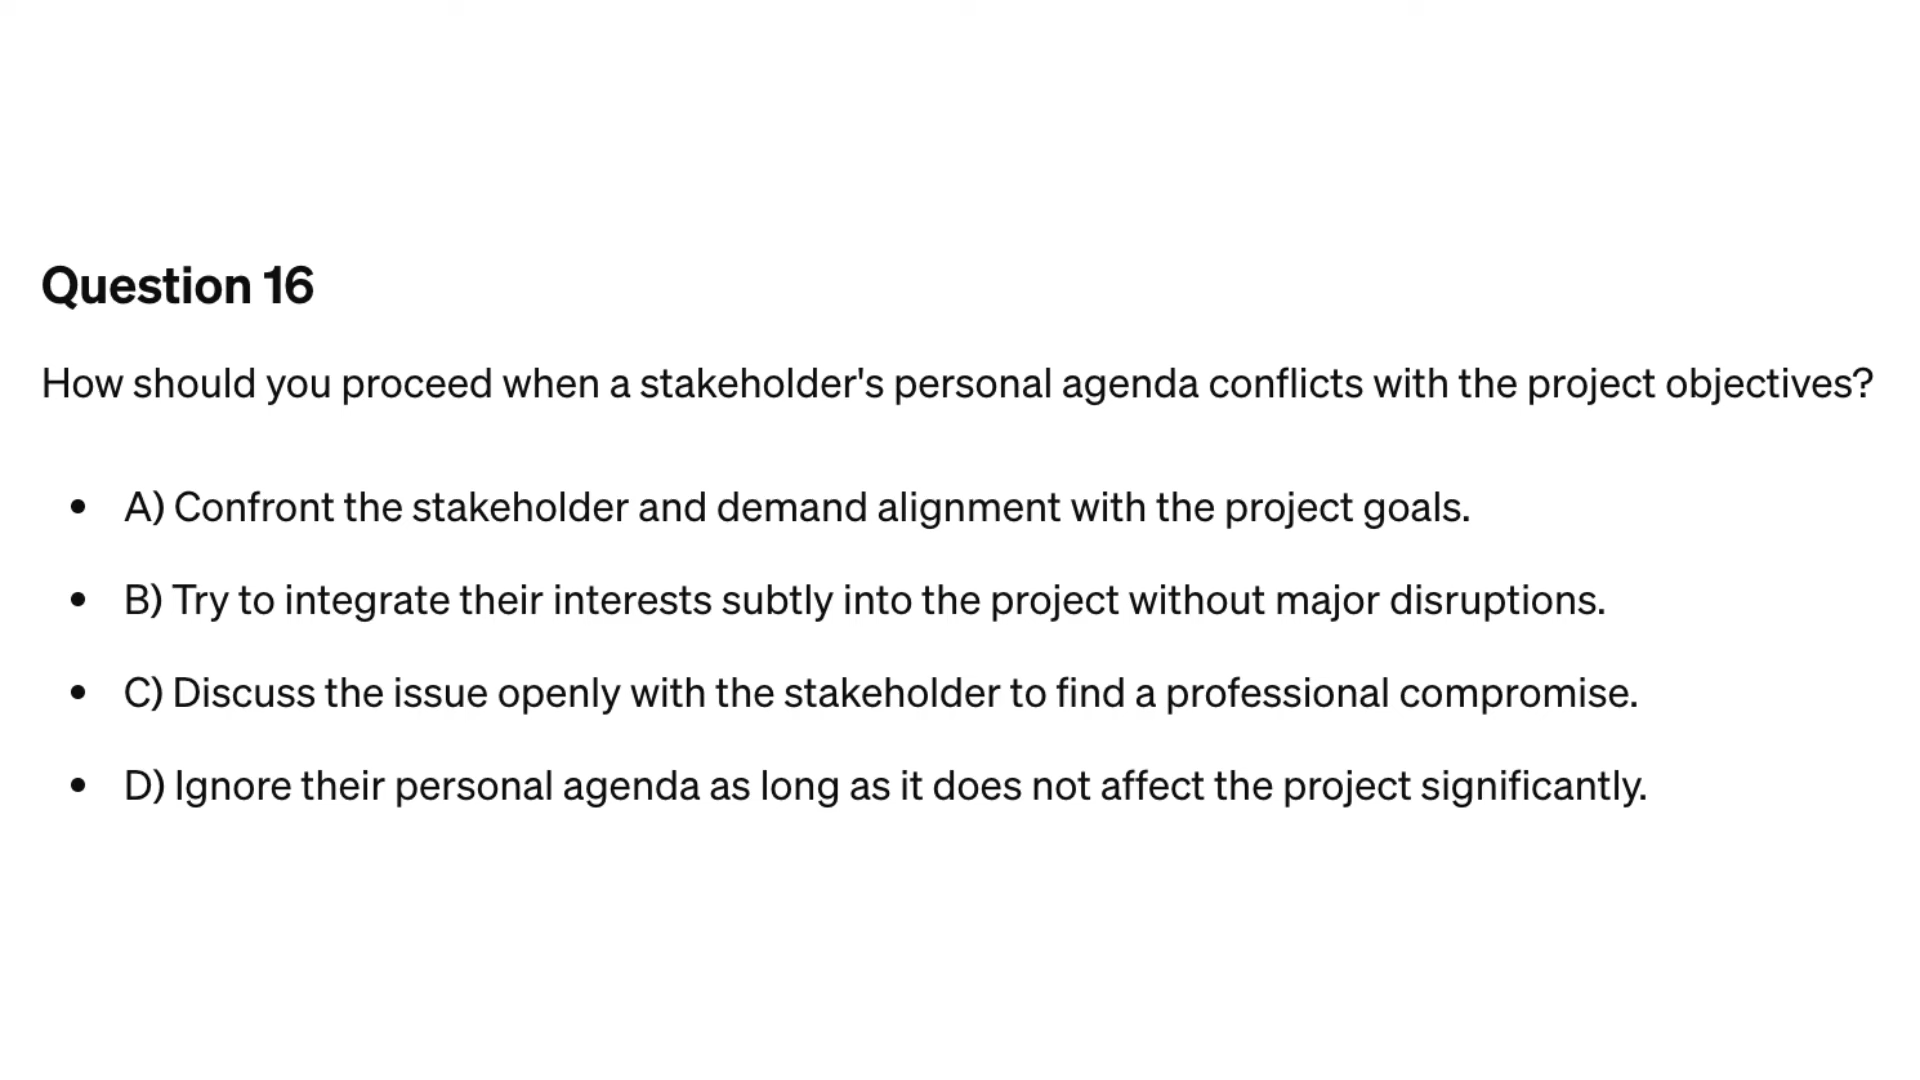 Question 16
How should you proceed when a stakeholder's personal agenda conflicts with the project objectives?
• A) Confront the stakeholder and demand alignment with the project goals.
• B) Try to integrate their interests subtly into the project without major disruptions.
• C) Discuss the issue openly with the stakeholder to find a professional compromise.
• D) Ignore their personal agenda as long as it does not affect the project significantly.